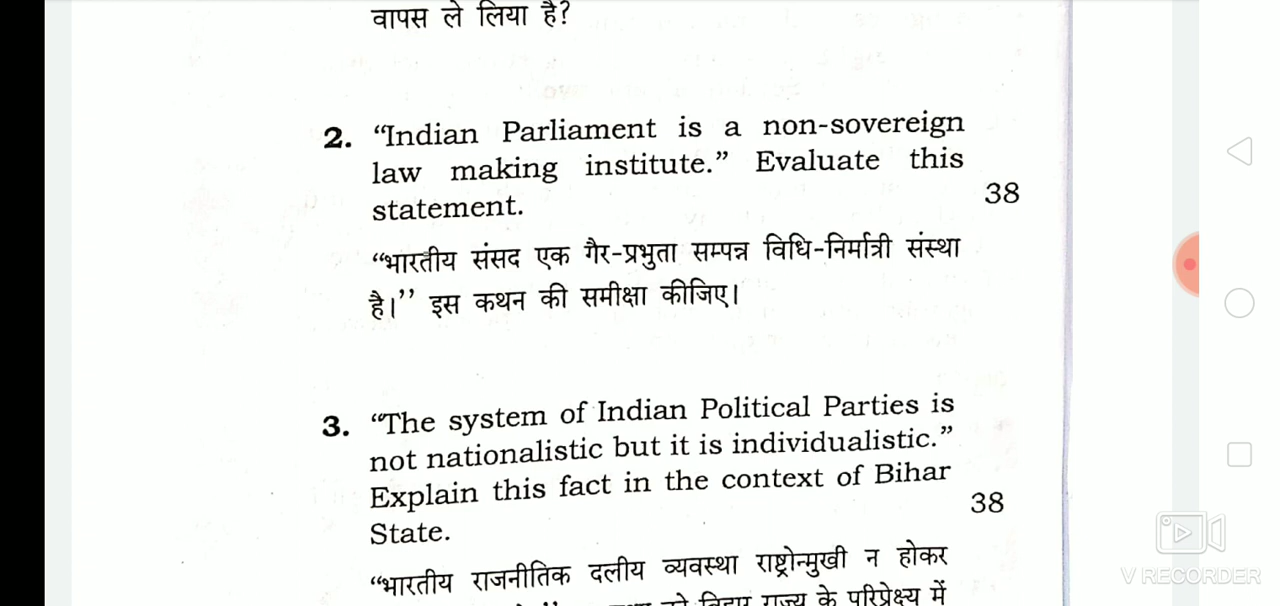 वापस ले लिया है?
2. “Indian Parliament is a non-sovereign
law making institute.” Evaluate this
statement. 38
“भारतीय संसद एक गैर-प्रभुता सम्पन्न विधि-निर्मात्री संस्था
है।” इस कथन की समीक्षा कीजिए।
3. “The system of Indian Political Parties is
not nationalistic but it is individualistic.”
Explain this fact in the context of Bihar
State. 38
“भारतीय राजनीतिक दलीय व्यवस्था राष्ट्रोन्मुखी न होकर
बिहार राज्य के परिप्रेक्ष्य में
V RECORDER